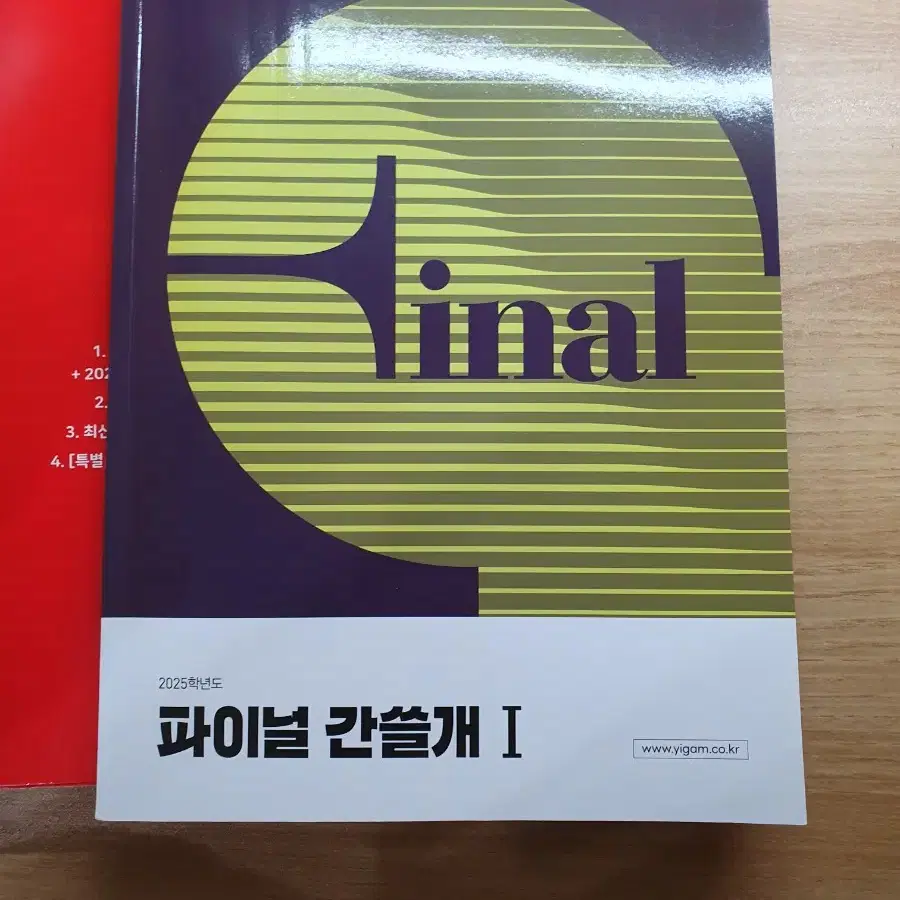 Final
1.
+ 202
2.
3. 최신
4. [특별
2025학년도
파이널 간쓸개 I
www.yigam.co.kr